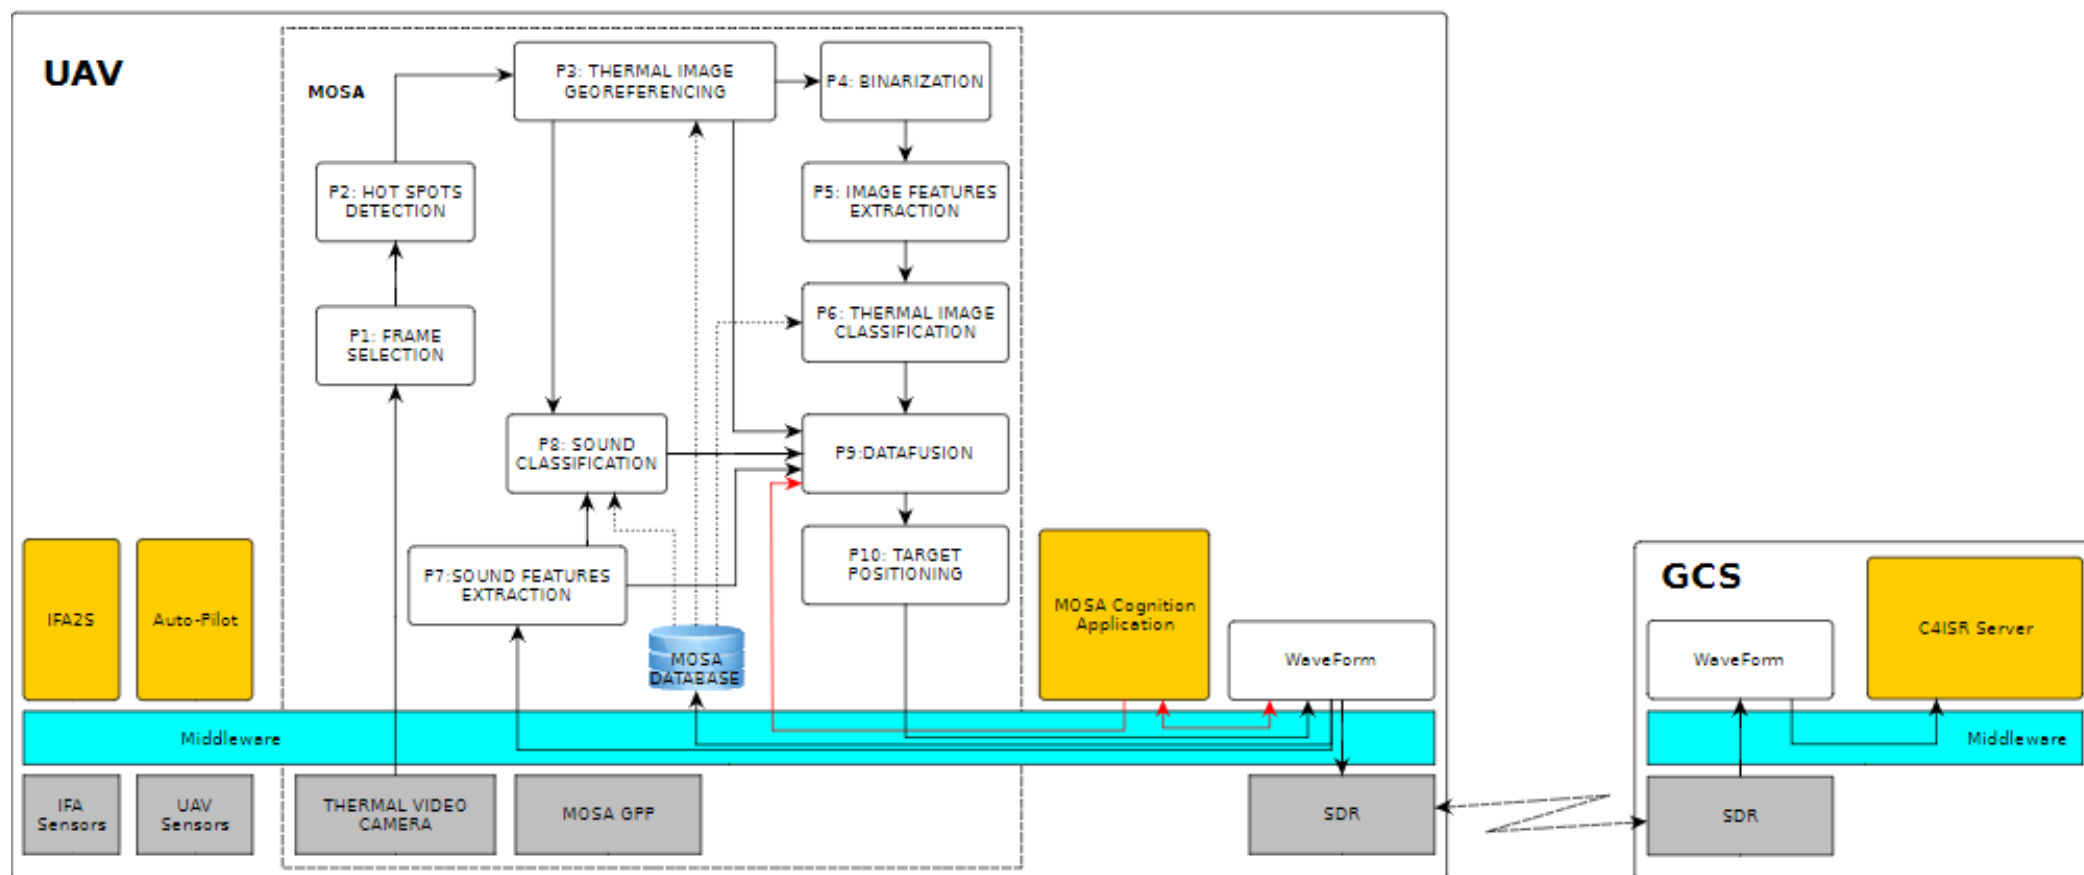 UAV
MOSA
P3: THERMAL IMAGE
GEOREFERENCING
P4: BINARIZATION
P2: HOT SPOTS
DETECTION
P5: IMAGE FEATURES
EXTRACTION
P1: FRAME
SELECTION
P6: THERMAL IMAGE
CLASSIFICATION
P8: SOUND
CLASSIFICATION
P9:DATAFUSION
P7:SOUND FEATURES
EXTRACTION
P10: TARGET
POSITIONING
IFA2S
Auto-Pilot
MOSA
DATABASE
MOSA Cognition
Application
WaveForm
Middleware
IFA
Sensors
UAV
Sensors
THERMAL VIDEO
CAMERA
MOSA GPP
SDR
GCS
WaveForm
C4ISR Server
Middleware
SDR